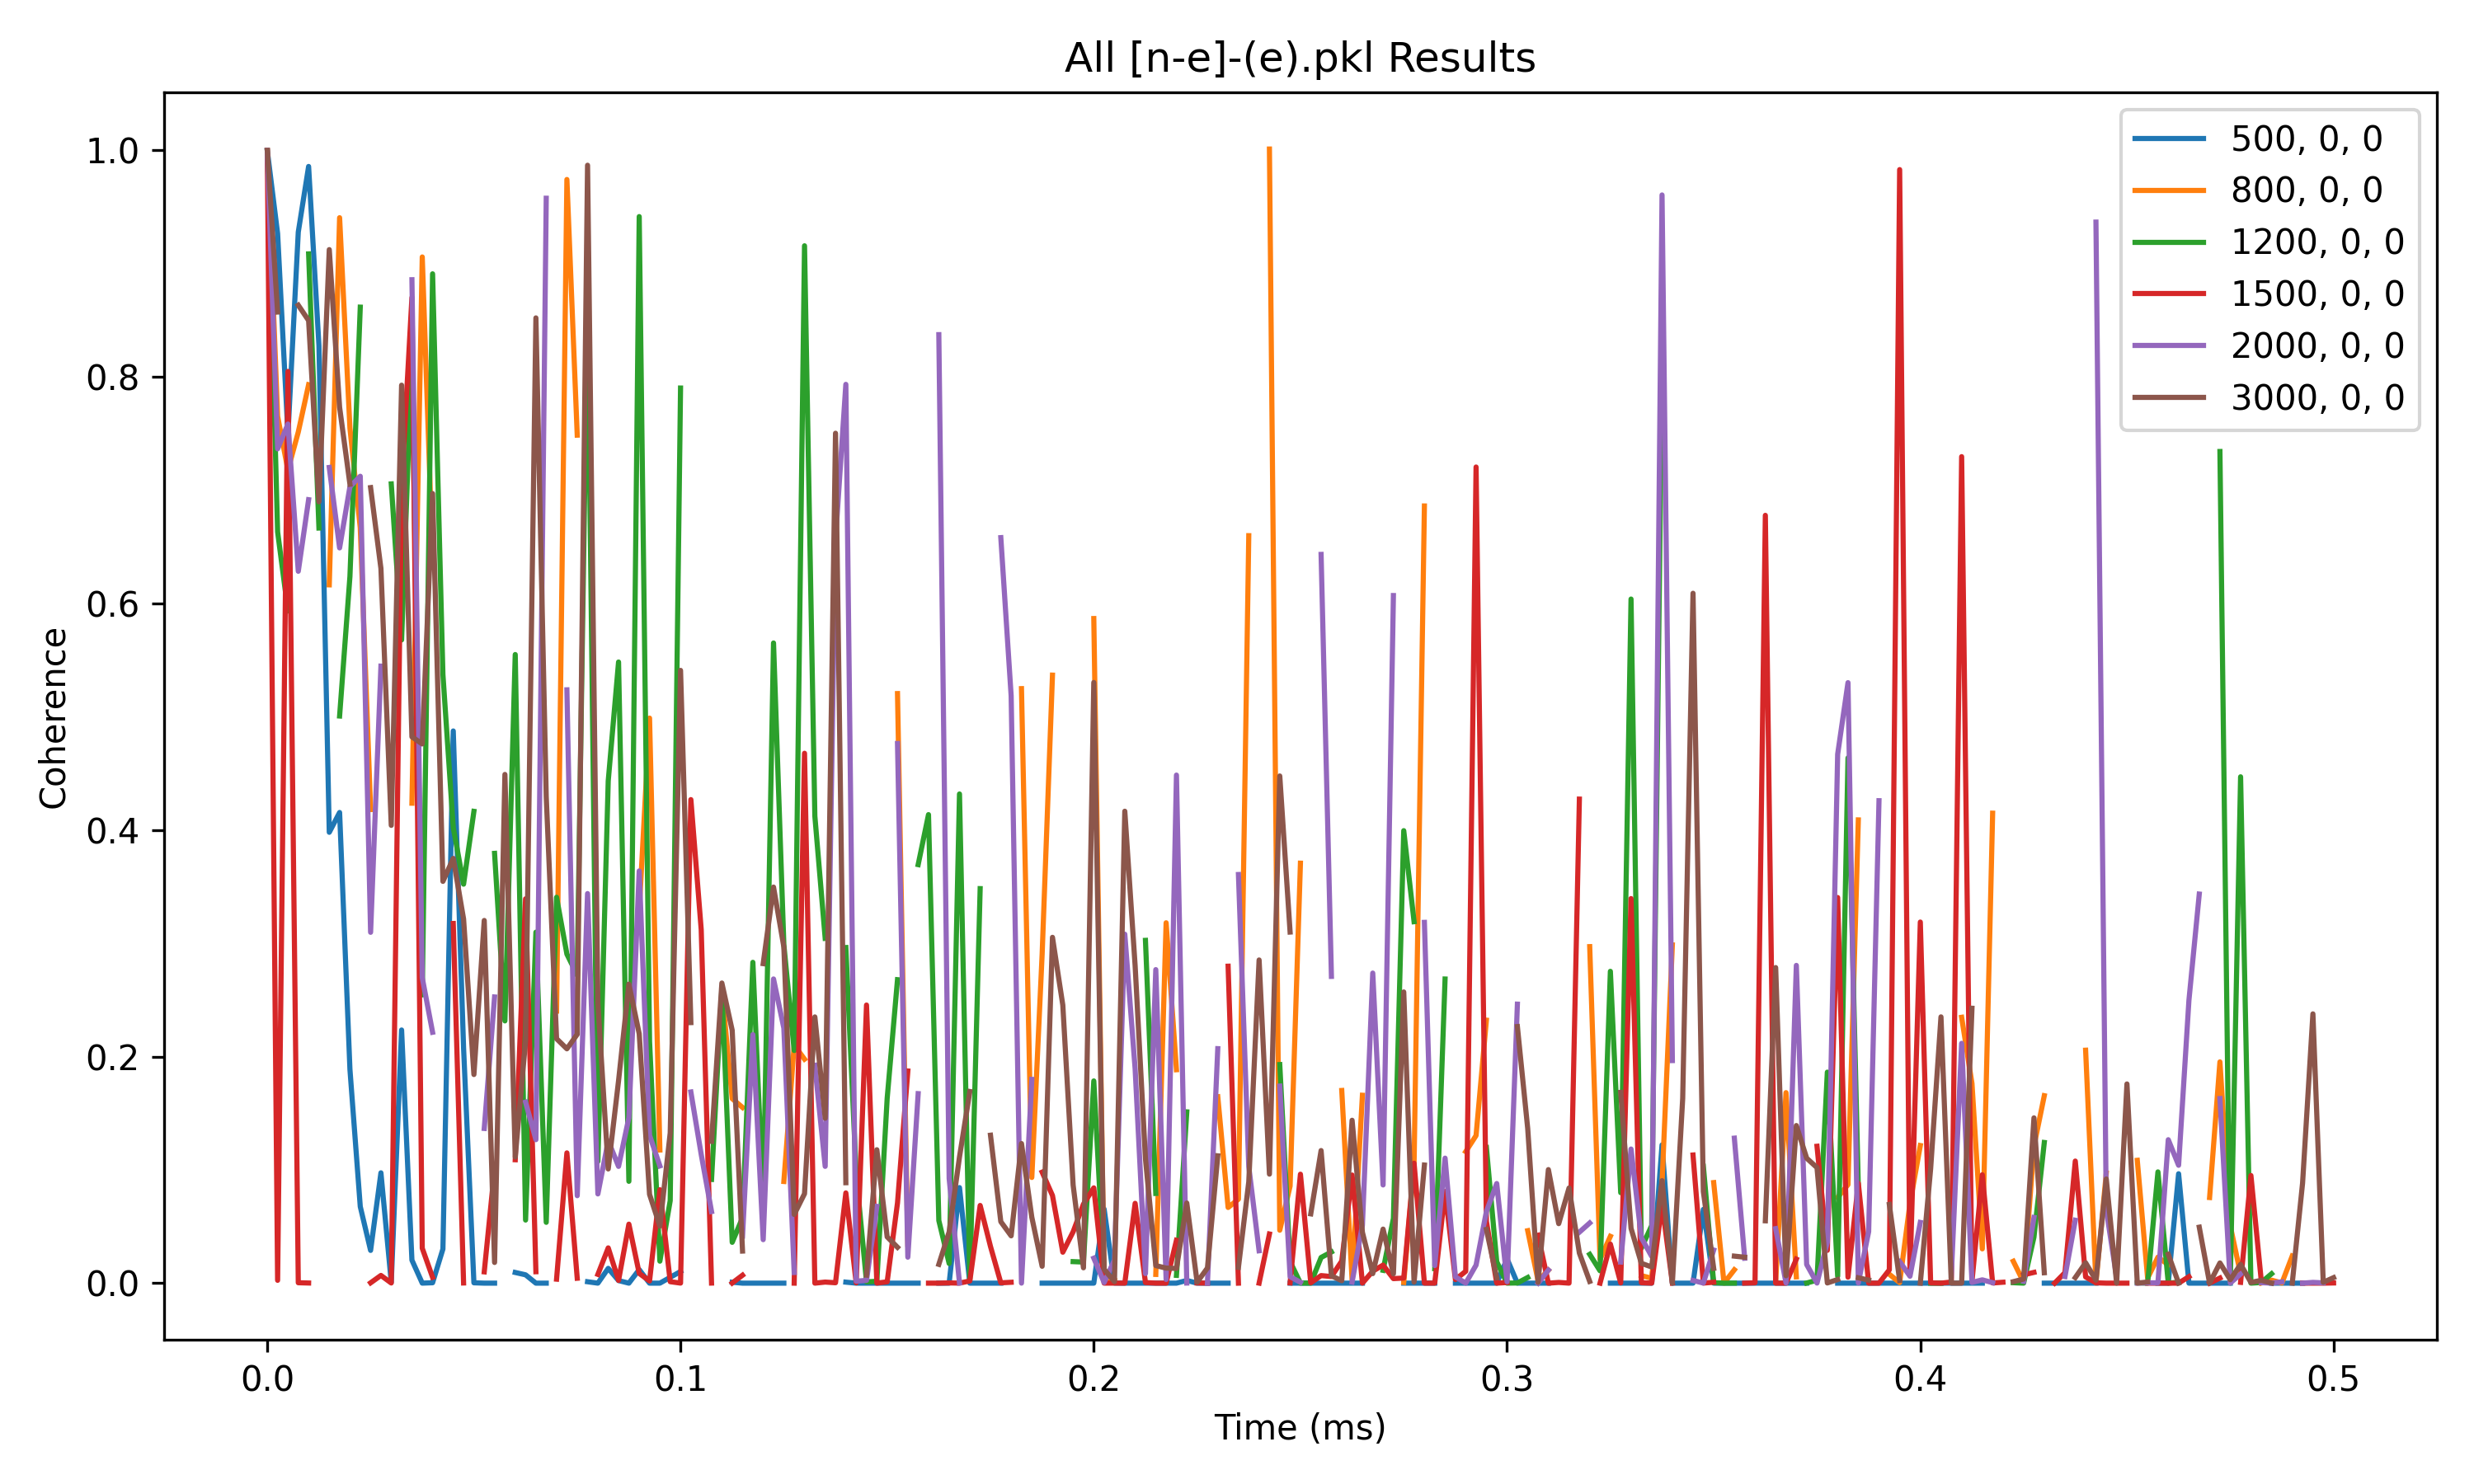 All [n-e]-(e).pkl Results
1.0
0.8
0.6
0.4
0.2
0.0
Coherence
500, 0, 0
800, 0, 0
1200, 0, 0
1500, 0, 0
2000, 0, 0
3000, 0, 0
0.0 0.1 0.2 0.3 0.4 0.5
Time (ms)